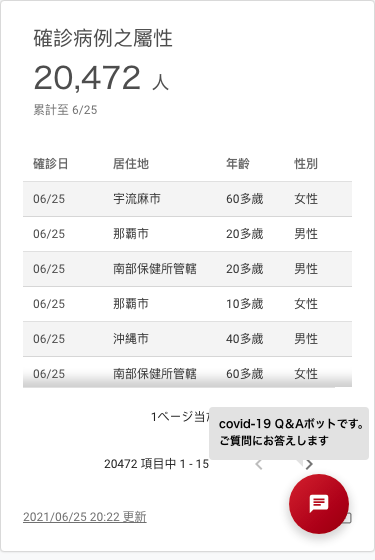 確診病例之屬性
20,472 人
累計至 6/25
確診日 居住地 年齡 性別
06/25 宇流麻市 60多歲 女性
06/25 那覇市 20多歲 男性
06/25 南部保健所管轄 20多歲 男性
06/25 那覇市 10多歲 女性
06/25 沖縄市 40多歲 男性
06/25 南部保健所管轄 60多歲 女性
1ページ当
covid-19 Q&Aボットです。
ご質問にお答えします
20472 項目中 1 - 15
2021/06/25 20:22 更新